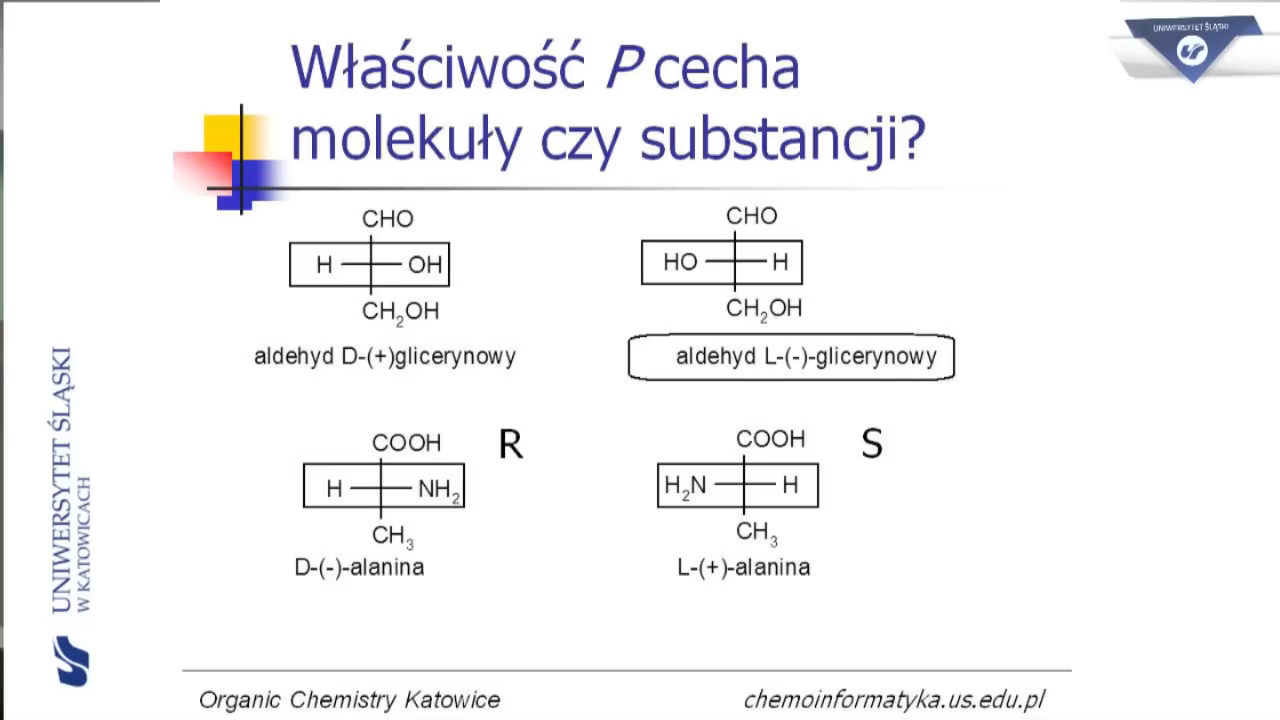 Właściwość P cecha
molekuły czy substancji?
UNIWERSYTET ŚLĄSKI
CHO
H OH
CH2OH
aldehyd D-(+)glicerynowy
CHO
HO H
CH2OH
aldehyd L-(-)-glicerynowy
COOH
R
H NH2
CH3
D-(-)-alanina
COOH
S
H2N H
CH3
L-(+)-alanina
UNIWERSYTET ŚLĄSKI
W KATOWICACH
Organic Chemistry Katowice
chemoinformatyka.us.edu.pl